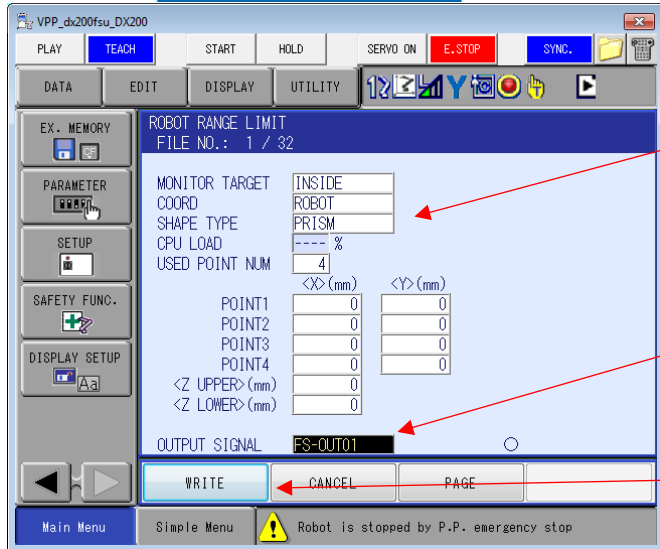 VPP_dx200fsu_DX200
PLAY TEACH START HOLD SERVO ON E.STOP SYNC.
DATA EDIT DISPLAY UTILITY
EX. MEMORY
CF
PARAMETER
SETUP
SAFETY FUNC.
DISPLAY SETUP
Aa
ROBOT RANGE LIMIT
FILE NO.: 1 / 32
MONITOR TARGET INSIDE
COORD ROBOT
SHAPE TYPE PRISM
CPU LOAD ---- %
USED POINT NUM 4
<X>(mm) <Y>(mm)
POINT1 0 0
POINT2 0 0
POINT3 0 0
POINT4 0 0
<Z UPPER>(mm) 0
<Z LOWER>(mm) 0
OUTPUT SIGNAL FS-OUT01
WRITE CANCEL PAGE
Main Menu Simple Menu Robot is stopped by P.P. emergency stop